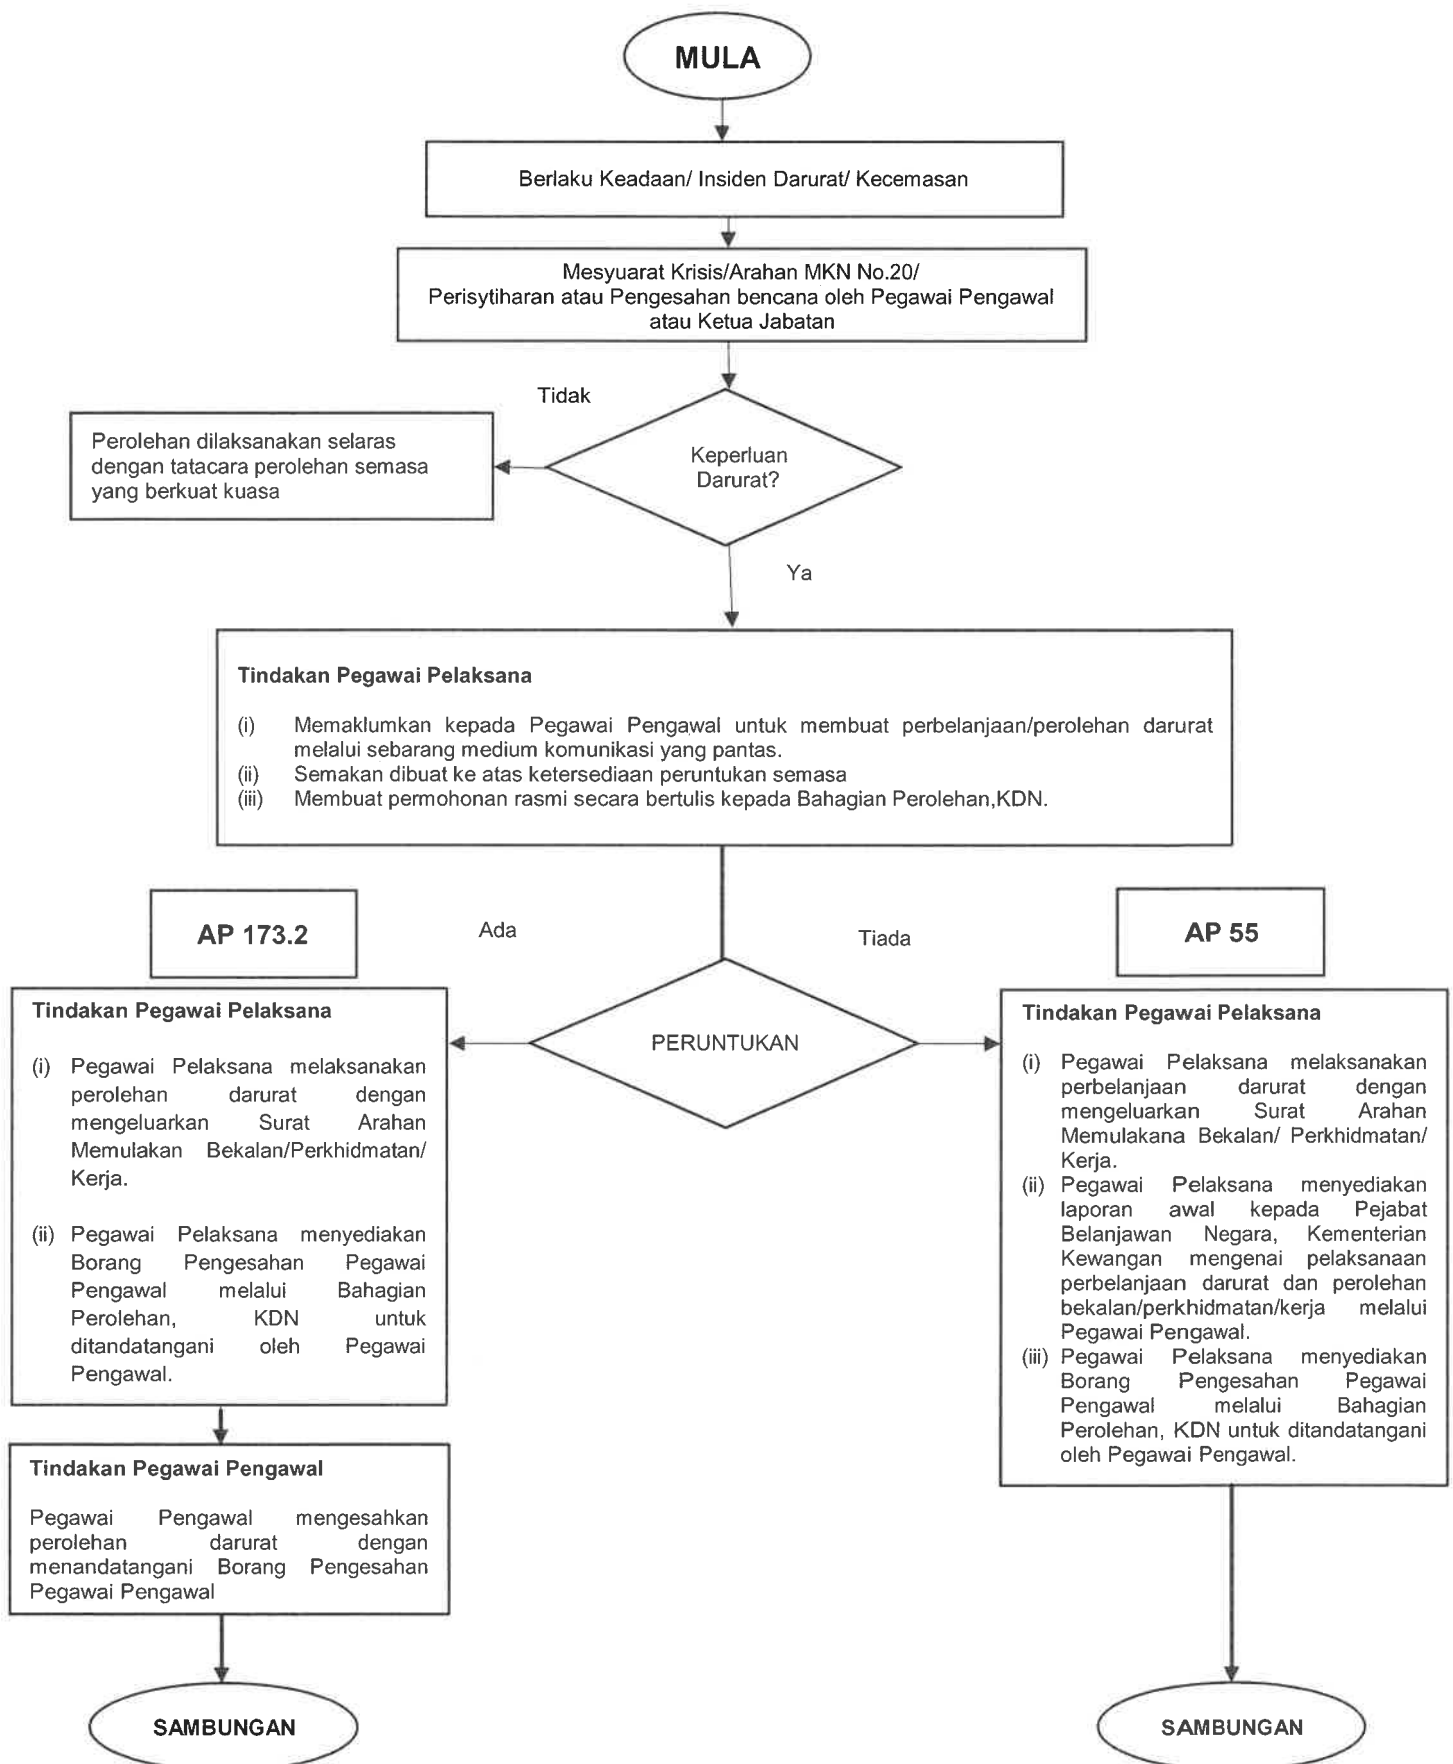 MULA
Berlaku Keadaan/ Insiden Darurat/ Kecemasan
Mesyuarat Krisis/Arahan MKN No.20/
Perisytiharan atau Pengesahan bencana oleh Pegawai Pengawal
atau Ketua Jabatan
Tidak
Keperluan
Darurat?
Perolehan dilaksanakan selaras
dengan tatacara perolehan semasa
yang berkuat kuasa
Ya
Tindakan Pegawai Pelaksana
(i) Memaklumkan kepada Pegawai Pengawal untuk membuat perbelanjaan/perolehan darurat
melalui sebarang medium komunikasi yang pantas.
(ii) Semakan dibuat ke atas ketersediaan peruntukan semasa
(iii) Membuat permohonan rasmi secara bertulis kepada Bahagian Perolehan,KDN.
AP 173.2
Ada
Tiada
AP 55
PERUNTUKAN
Tindakan Pegawai Pelaksana
(i) Pegawai Pelaksana melaksanakan
perolehan darurat dengan
mengeluarkan Surat Arahan
Memulakan Bekalan/Perkhidmatan/
Kerja.
(ii) Pegawai Pelaksana menyediakan
Borang Pengesahan Pegawai
Pengawal melalui Bahagian
Perolehan, KDN untuk
ditandatangani oleh Pegawai
Pengawal.
Tindakan Pegawai Pengawal
Pegawai Pengawal mengesahkan
perolehan darurat dengan
menandatangani Borang Pengesahan
Pegawai Pengawal
SAMBUNGAN
Tindakan Pegawai Pelaksana
(i) Pegawai Pelaksana melaksanakan
perbelanjaan darurat dengan
mengeluarkan Surat Arahan
Memulakana Bekalan/ Perkhidmatan/
Kerja.
(ii) Pegawai Pelaksana menyediakan
laporan awal kepada Pejabat
Belanjawan Negara, Kementerian
Kewangan mengenai pelaksanaan
perbelanjaan darurat dan perolehan
bekalan/perkhidmatan/kerja melalui
Pegawai Pengawal.
(iii) Pegawai Pelaksana menyediakan
Borang Pengesahan Pegawai
Pengawal melalui Bahagian
Perolehan, KDN untuk ditandatangani
oleh Pegawai Pengawal.
SAMBUNGAN